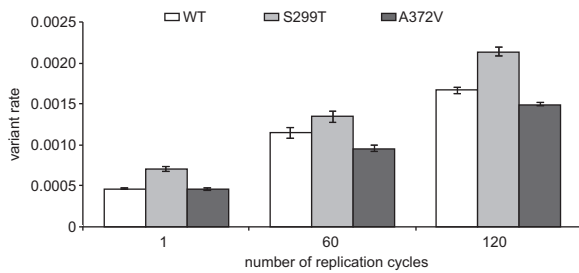 WT S299T A372V
0.0025
0.0020
0.0015
0.0010
0.0005
0
variant rate
1 60 120
number of replication cycles